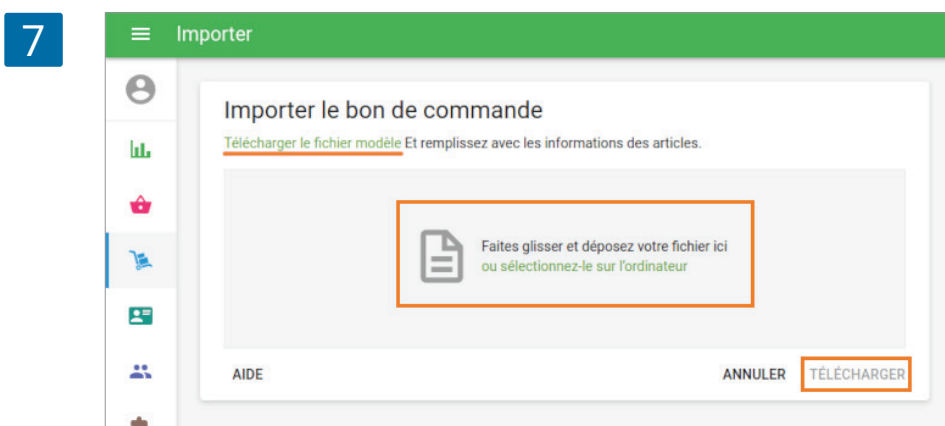 7
Importer
Importer le bon de commande
Télécharger le fichier modèle Et remplissez avec les informations des articles.
Faites glisser et déposez votre fichier ici
ou sélectionnez-le sur l'ordinateur
AIDE ANNULER TÉLÉCHARGER